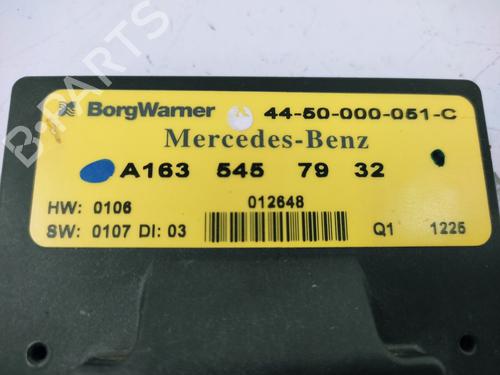 BorgWarner 44-50-000-051-C
Mercedes-Benz
A163 545 79 32
HW: 0106 012648
SW: 0107 DI: 03 Q1 1225